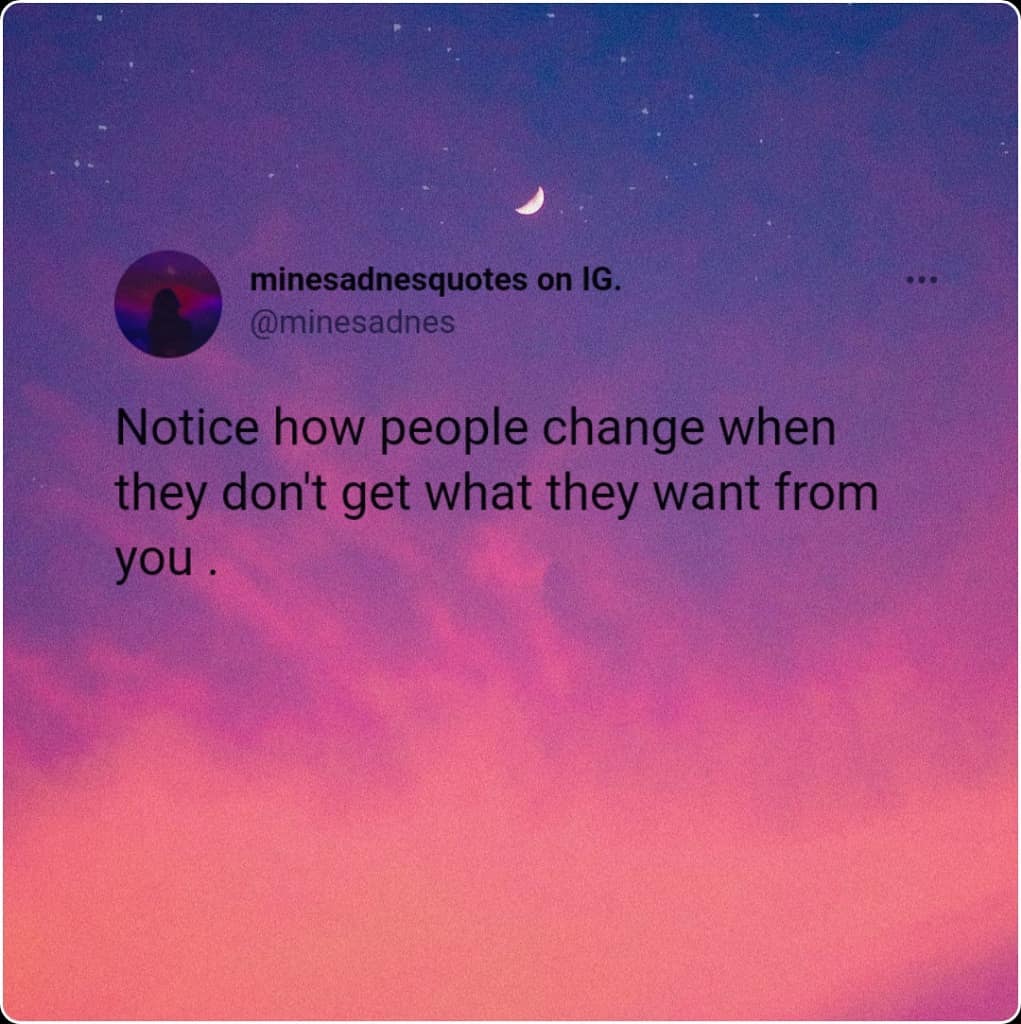 minesadnesquotes on IG.
@minesadnes
Notice how people change when
they don't get what they want from
you .